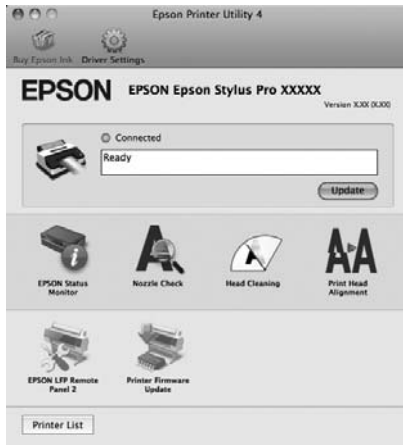 Epson Printer Utility 4
Buy Epson Ink Driver Settings
EPSON EPSON Epson Stylus Pro XXXXX
Version X.XX (X.XX)
Connected
Ready
Update
EPSON Status Monitor
Nozzle Check
Head Cleaning
Print Head Alignment
EPSON LFP Remote Panel 2
Printer Firmware Update
Printer List